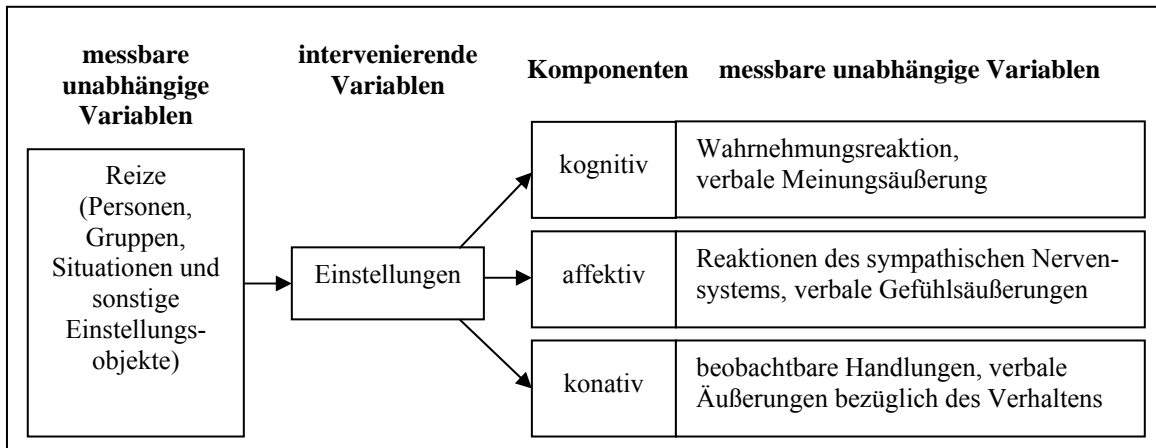 messbare
unabhängige
Variablen
intervenierende
Variablen
Komponenten
messbare unabhängige Variablen
Reize
(Personen,
Gruppen,
Situationen und
sonstige
Einstellungs-
objekte)
Einstellungen
kognitiv
Wahrnehmungsreaktion,
verbale Meinungsäußerung
affektiv
Reaktionen des sympathischen Nerven-
systems, verbale Gefühlsäußerungen
konativ
beobachtbare Handlungen, verbale
Äußerungen bezüglich des Verhaltens